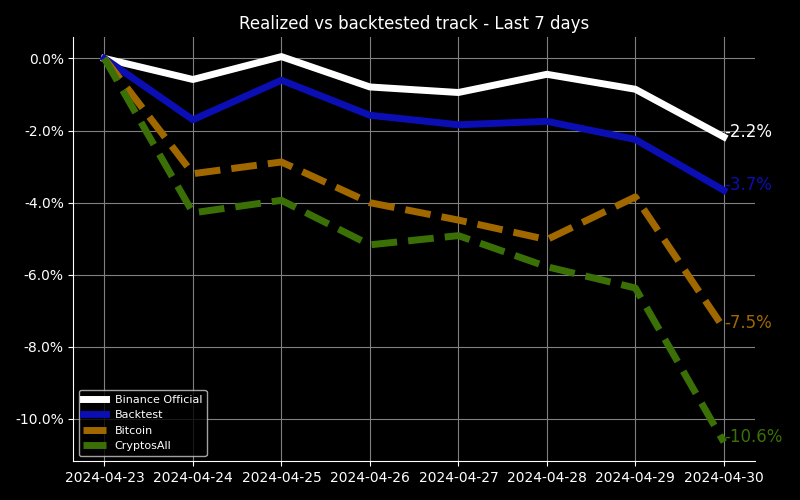 Realized vs backtested track - Last 7 days
0.0%
-2.0%
-4.0%
-6.0%
-8.0%
-10.0%
-2.2%
-3.7%
-7.5%
-10.6%
Binance Official
Backtest
Bitcoin
CryptosAll
2024-04-23 2024-04-24 2024-04-25 2024-04-26 2024-04-27 2024-04-28 2024-04-29 2024-04-30